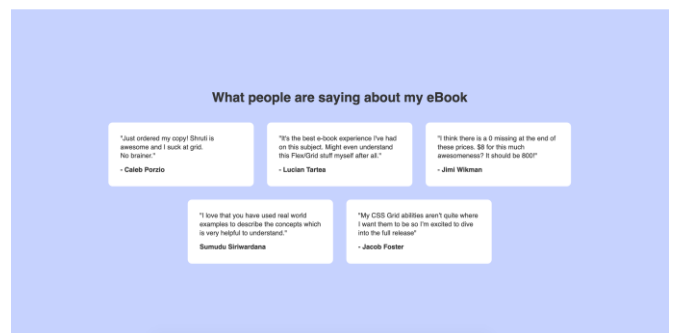 What people are saying about my eBook
"Just ordered my copy! Shruti is
awesome and I suck at grid.
No brainer."
- Caleb Porzio
"It's the best e-book experience I've had
on this subject. Might even understand
this Flex/Grid stuff myself after all."
- Lucian Tartea
"I think there is a 0 missing at the end of
these prices. $8 for this much
awesomeness? It should be 800!"
- Jimi Wikman
"I love that you have used real world
examples to describe the concepts which
is very helpful to understand."
Sumudu Siriwardana
"My CSS Grid abilities aren't quite where
I want them to be so I'm excited to dive
into the full release"
- Jacob Foster